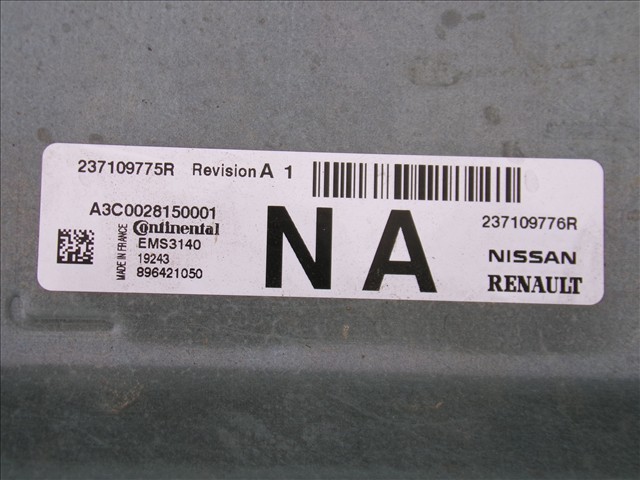 237109775R Revision A 1
A3C0028150001
Continental
EMS3140
19243
896421050
MADE IN FRANCE
NA
237109776R
NISSAN
RENAULT